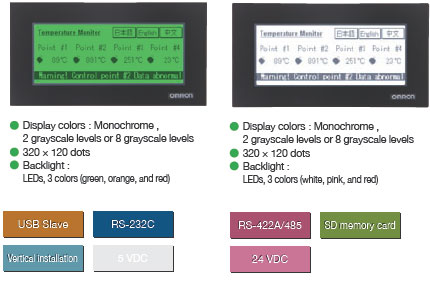 Temperature Monitor 日本語 English 中文
Point #1 Point #2 Point #3 Point #4
89℃ 891℃ 251℃ 23℃
Warning! Control point #2 Data abnormal
OMRON
Display colors : Monochrome ,
2 grayscale levels or 8 grayscale levels
320 × 120 dots
Backlight :
LEDs, 3 colors (green, orange, and red)
Temperature Monitor 日本語 English 中文
Point #1 Point #2 Point #3 Point #4
89℃ 891℃ 251℃ 23℃
Warning! Control point #2 Data abnormal
OMRON
Display colors : Monochrome ,
2 grayscale levels or 8 grayscale levels
320 × 120 dots
Backlight :
LEDs, 3 colors (white, pink, and red)
USB Slave RS-232C RS-422A/485 SD memory card
Vertical installation 5 VDC 24 VDC